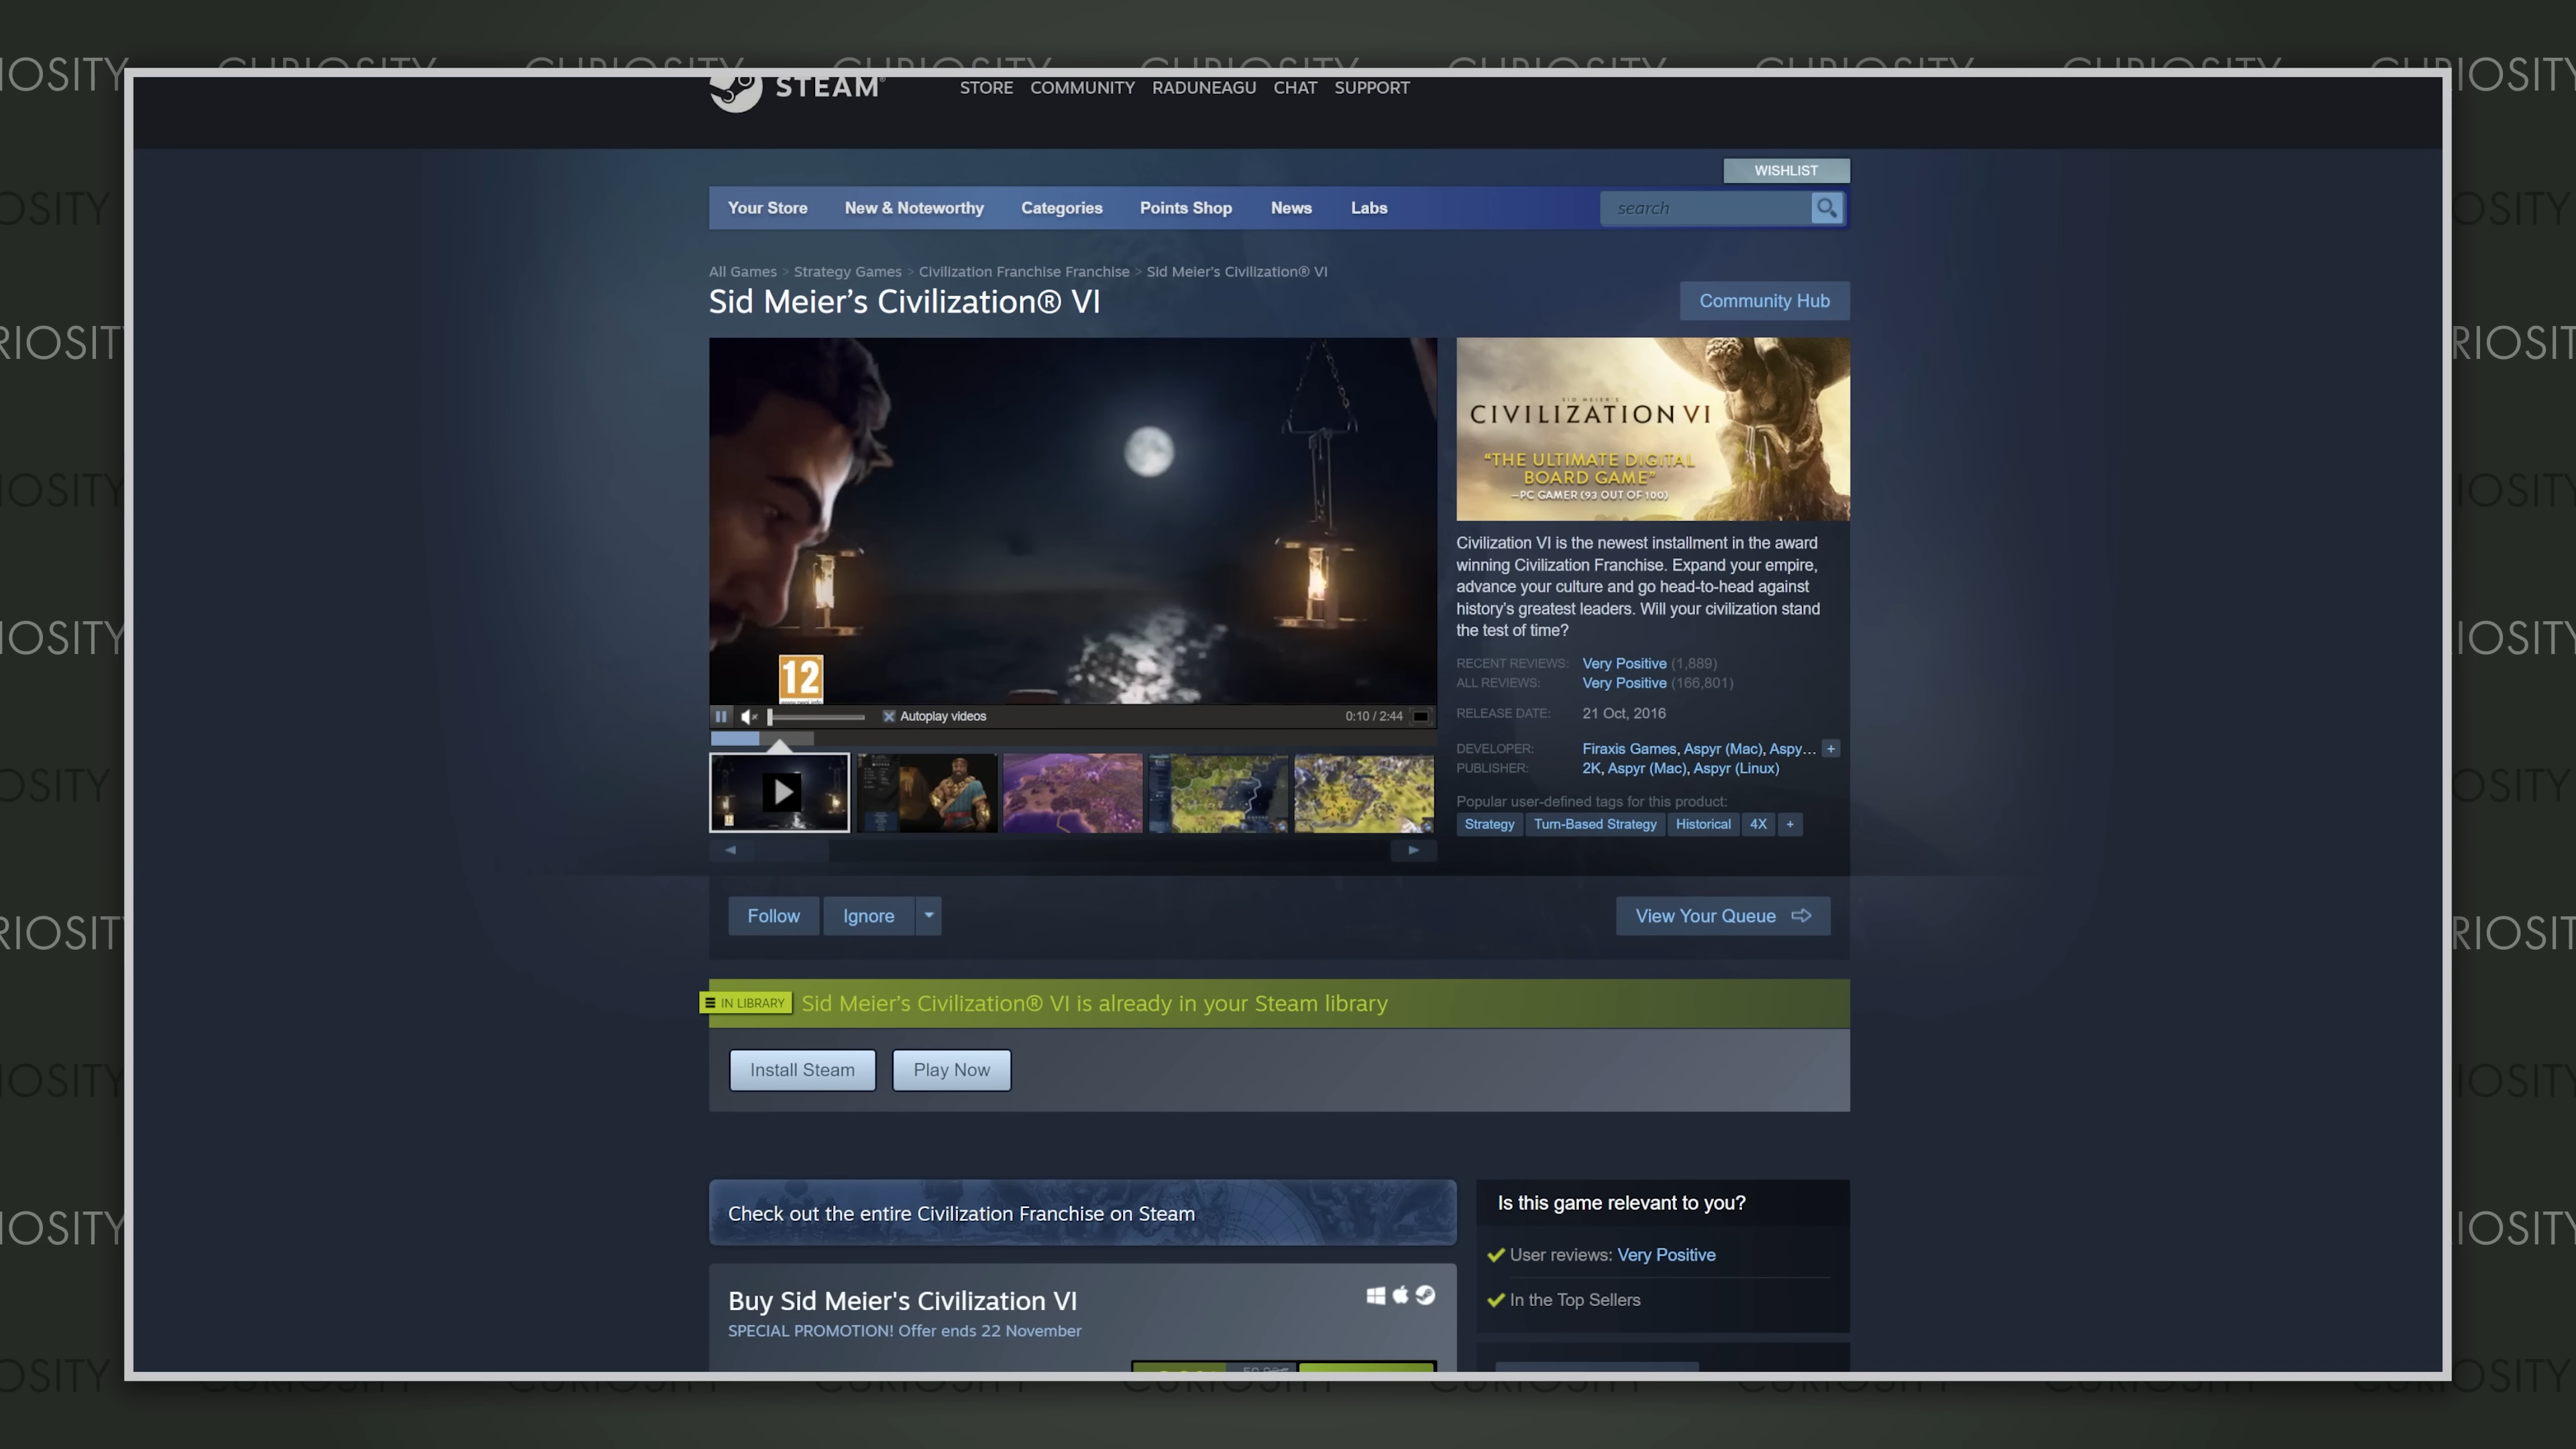 CURIOSITY CURIOSITY CURIOSITY CURIOSITY CURIOSITY CURIOSITY CURIOSITY
STEAM®
STORE COMMUNITY RADUNEAGU CHAT SUPPORT
WISHLIST
Your Store New & Noteworthy Categories Points Shop News Labs search
All Games > Strategy Games > Civilization Franchise Franchise > Sid Meier's Civilization® VI
Sid Meier's Civilization® VI
Community Hub
SID MEIER'S
CIVILIZATION VI
"THE ULTIMATE DIGITAL
BOARD GAME"
—PC GAMER (93 OUT OF 100)
Civilization VI is the newest installment in the award
winning Civilization Franchise. Expand your empire,
advance your culture and go head-to-head against
history's greatest leaders. Will your civilization stand
the test of time?
RECENT REVIEWS: Very Positive (1,889)
ALL REVIEWS: Very Positive (166,801)
RELEASE DATE: 21 Oct, 2016
DEVELOPER: Firaxis Games, Aspyr (Mac), Aspy... +
PUBLISHER: 2K, Aspyr (Mac), Aspyr (Linux)
Popular user-defined tags for this product:
Strategy Turn-Based Strategy Historical 4X +
12
Autoplay videos 0:10 / 2:44
Follow Ignore View Your Queue
IN LIBRARY Sid Meier's Civilization® VI is already in your Steam library
Install Steam Play Now
Check out the entire Civilization Franchise on Steam
Is this game relevant to you?
User reviews: Very Positive
In the Top Sellers
Buy Sid Meier's Civilization VI
SPECIAL PROMOTION! Offer ends 22 November